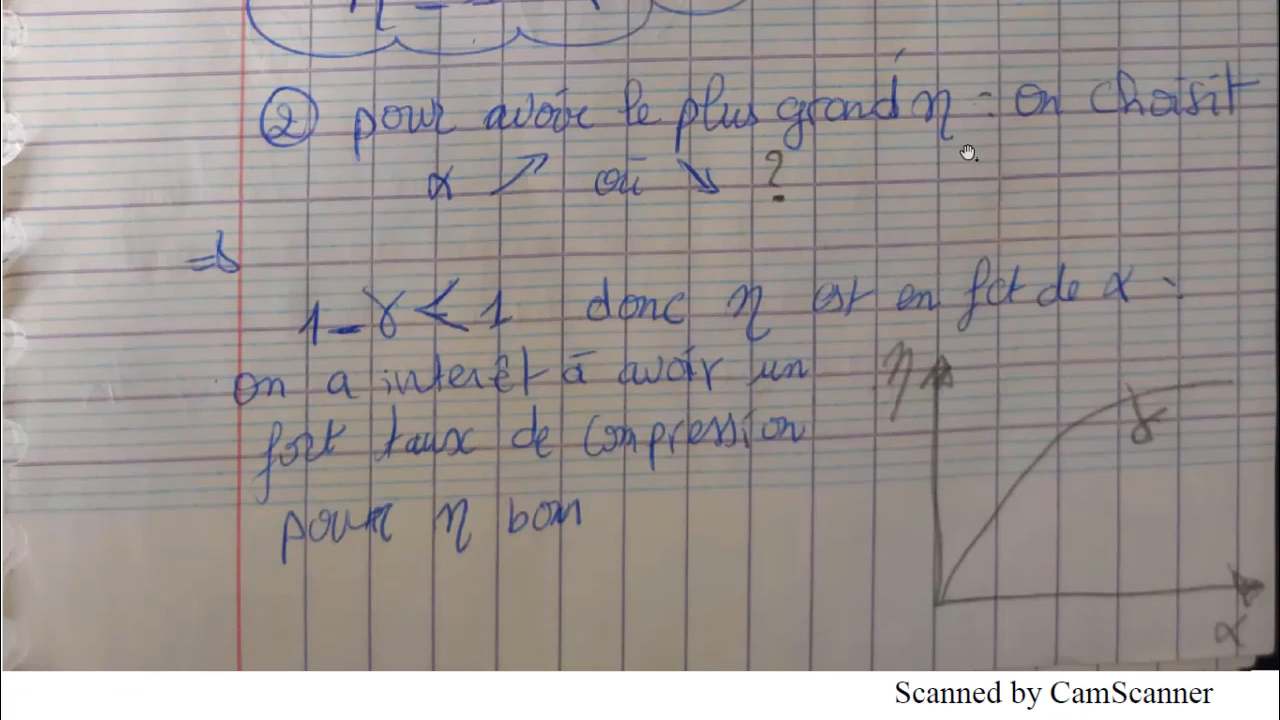 ② pour avoir le plus grand η : on choisit
α ↗ ou ↘ ?
⇒
1-γ < 1 donc η est en fct de α.
on a interêt à avoir un
fort taux de compression
pour η bon
η
γ
α
Scanned by CamScanner